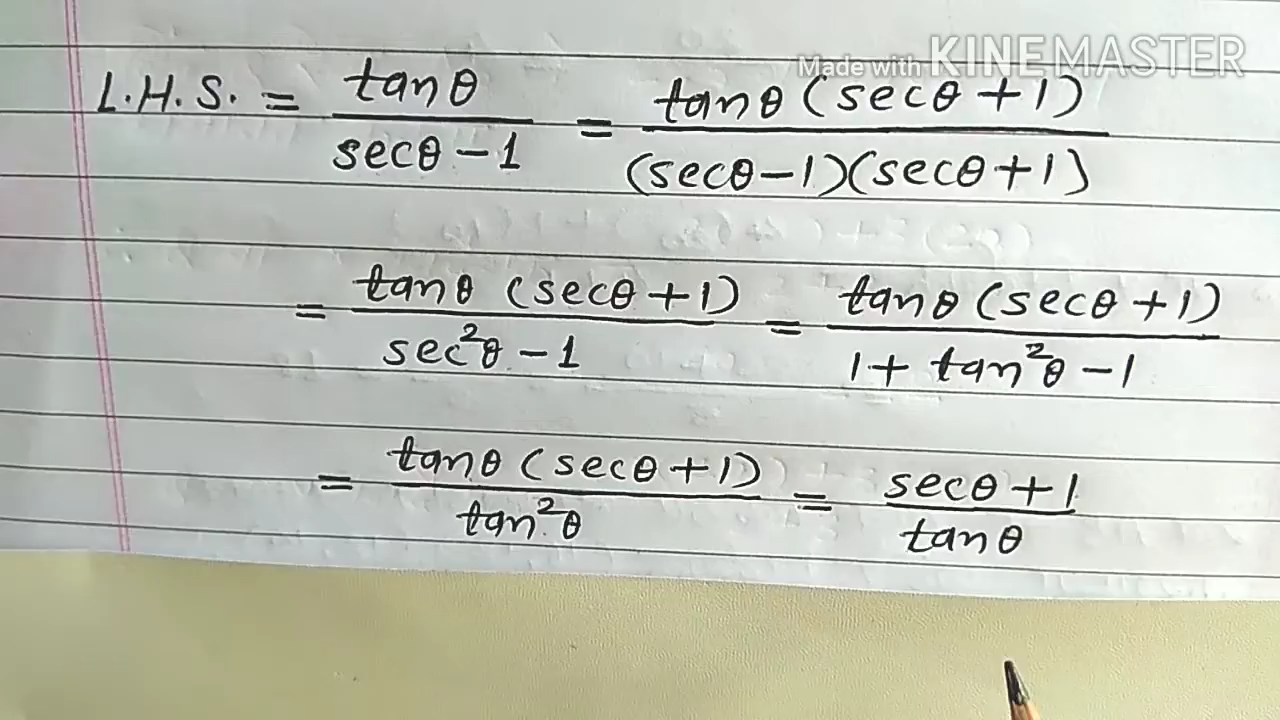 Made with KINEMASTER
L.H.S. = tanθ / secθ - 1 = tanθ (secθ + 1) / (secθ - 1)(secθ + 1)
= tanθ (secθ + 1) / sec²θ - 1 = tanθ (secθ + 1) / 1 + tan²θ - 1
= tanθ (secθ + 1) / tan²θ = secθ + 1 / tanθ